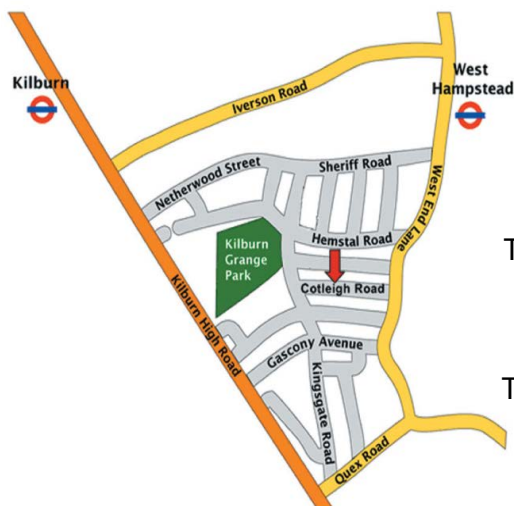 Kilburn
West
Hampstead
Iverson Road
Netherwood Street
Sheriff Road
West End Lane
Kilburn
Grange
Park
Hemstal Road
T
Cotleigh Road
Kilburn High Road
Gascony Avenue
T
Kingsgate Road
Quex Road